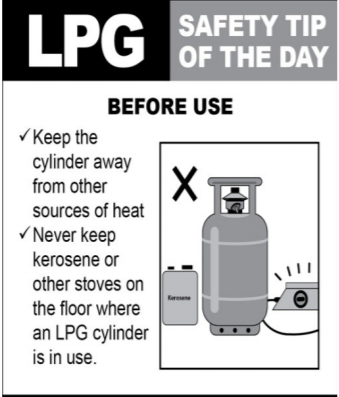 LPG
SAFETY TIP
OF THE DAY
BEFORE USE
✓Keep the
cylinder away
from other
sources of heat
✓Never keep
kerosene or
other stoves on
the floor where
an LPG cylinder
is in use.
X
Kerosene